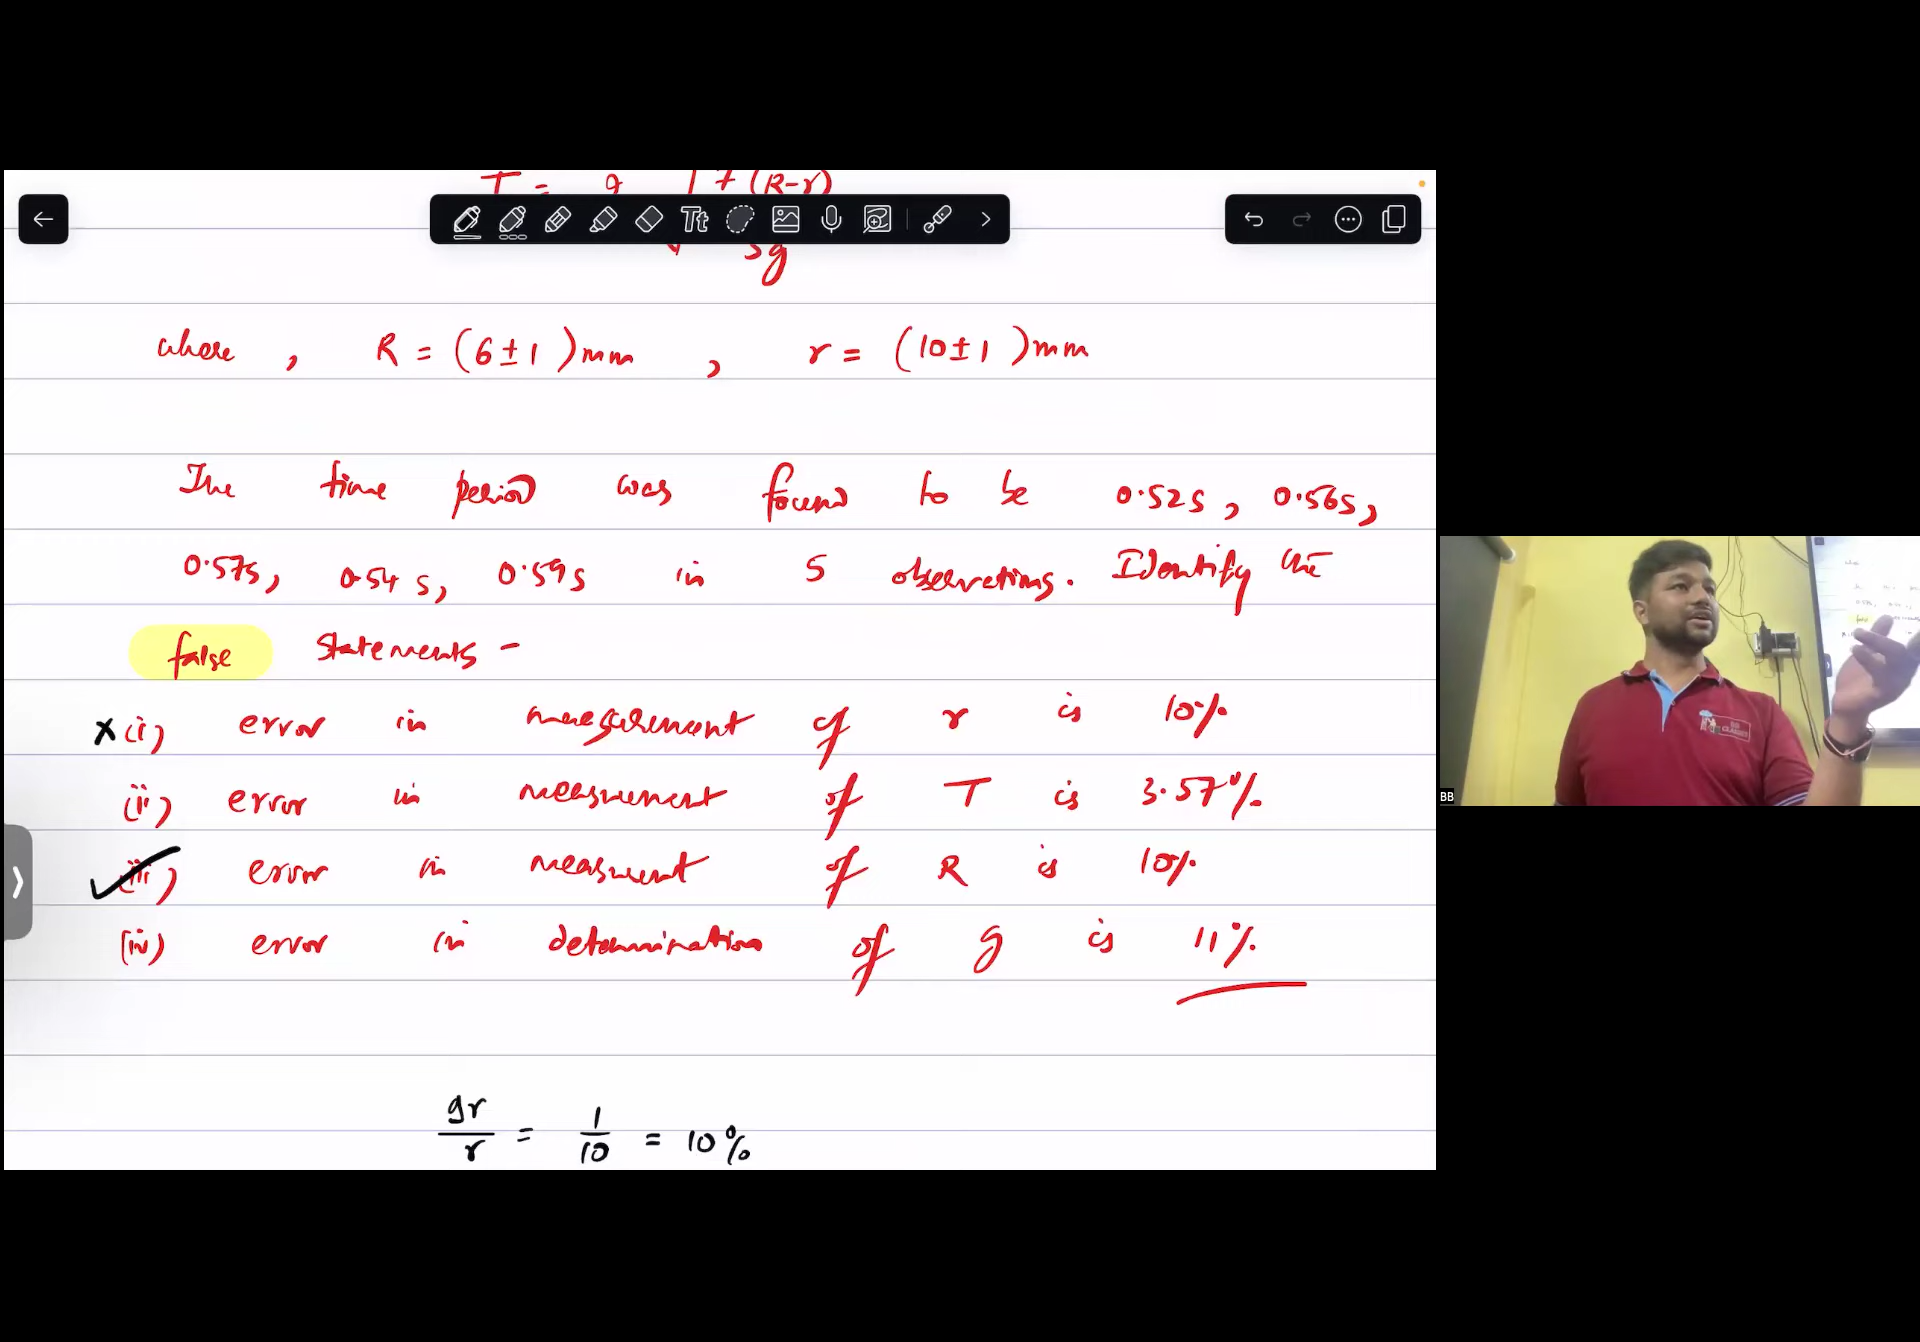 where , R = (6 ± 1) mm , r = (10 ± 1) mm
The time period was found to be 0.52s, 0.56s,
0.57s, 0.54 s, 0.59s in 5 observations. Identify the
false statements -
x (i) error in measurement of r is 10%
(ii) error in measurement of T is 3.57%
(iii) error in measurement of R is 10%
(iv) error in determination of g is 11%
∂r/r = 1/10 = 10%
BB